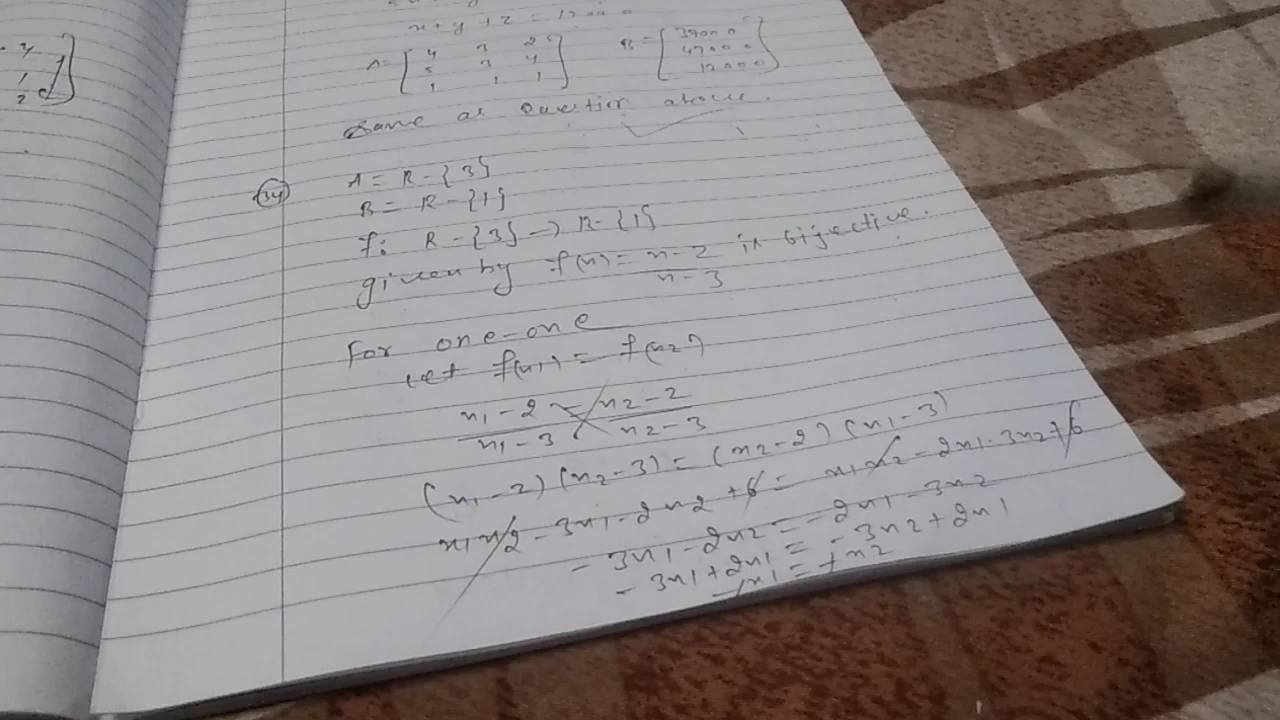 x + y + z = 12000
A = [ 4 3 2
5 3 4
1 1 1 ]
B = [ 37000
47000
12000 ]
Same as Question above.
(34) A = R - {3}
B = R - {1}
f: R - {3} → R - {1}
given by f(x) = x - 2 / x - 3 is bijective.
For one-one
let f(x1) = f(x2)
x1 - 2 / x1 - 3 = x2 - 2 / x2 - 3
(x1 - 2) (x2 - 3) = (x2 - 2) (x1 - 3)
x1x2 - 3x1 - 2x2 + 6 = x1x2 - 2x1 - 3x2 + 6
- 3x1 - 2x2 = - 2x1 - 3x2
- 3x1 + 2x1 = - 3x2 + 2x1
- x1 = + x2